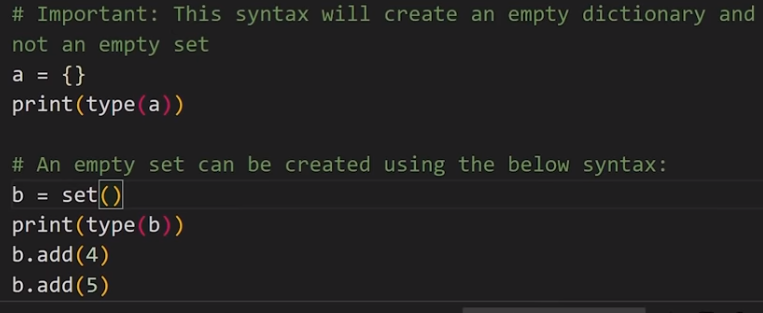 # Important: This syntax will create an empty dictionary and
not an empty set
a = {}
print(type(a))
# An empty set can be created using the below syntax:
b = set()
print(type(b))
b.add(4)
b.add(5)